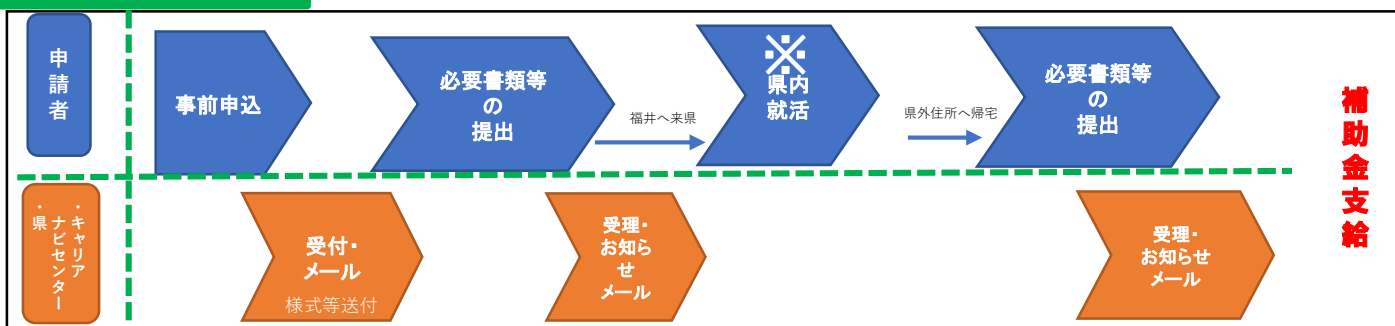 申請者
事前申込
必要書類等
の
提出
福井へ来県
※
県内
就活
県外住所へ帰宅
必要書類等
の
提出
補助金支給
・キャリア
ナビセンター
・県
受付・
メール
様式等送付
受理・
お知ら
せ
メール
受理・
お知らせ
メール